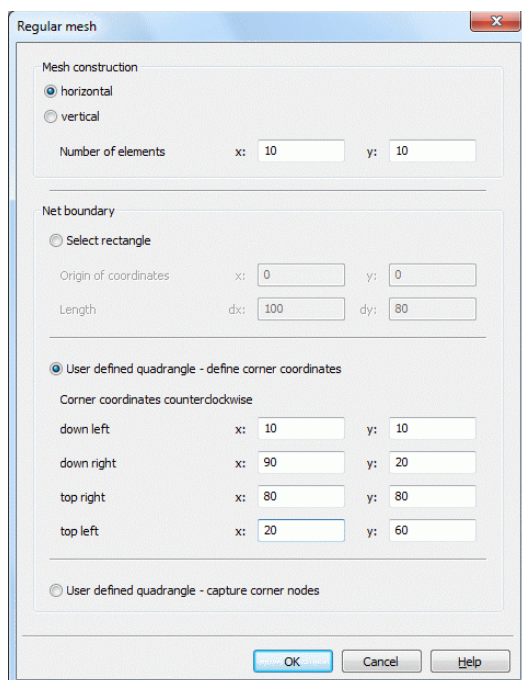 Regular mesh
Mesh construction
horizontal
vertical
Number of elements x: 10 y: 10
Net boundary
Select rectangle
Origin of coordinates x: 0 y: 0
Length dx: 100 dy: 80
User defined quadrangle - define corner coordinates
Corner coordinates counterclockwise
down left x: 10 y: 10
down right x: 90 y: 20
top right x: 80 y: 80
top left x: 20 y: 60
User defined quadrangle - capture corner nodes
OK Cancel Help